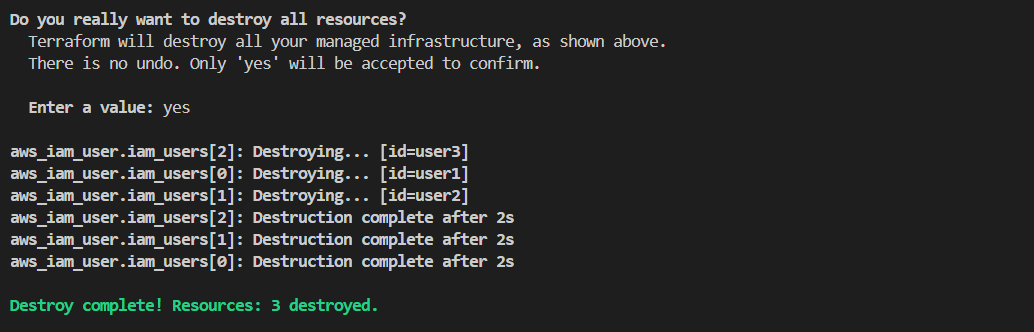 Do you really want to destroy all resources?
Terraform will destroy all your managed infrastructure, as shown above.
There is no undo. Only 'yes' will be accepted to confirm.
Enter a value: yes
aws_iam_user.iam_users[2]: Destroying... [id=user3]
aws_iam_user.iam_users[0]: Destroying... [id=user1]
aws_iam_user.iam_users[1]: Destroying... [id=user2]
aws_iam_user.iam_users[2]: Destruction complete after 2s
aws_iam_user.iam_users[1]: Destruction complete after 2s
aws_iam_user.iam_users[0]: Destruction complete after 2s
Destroy complete! Resources: 3 destroyed.